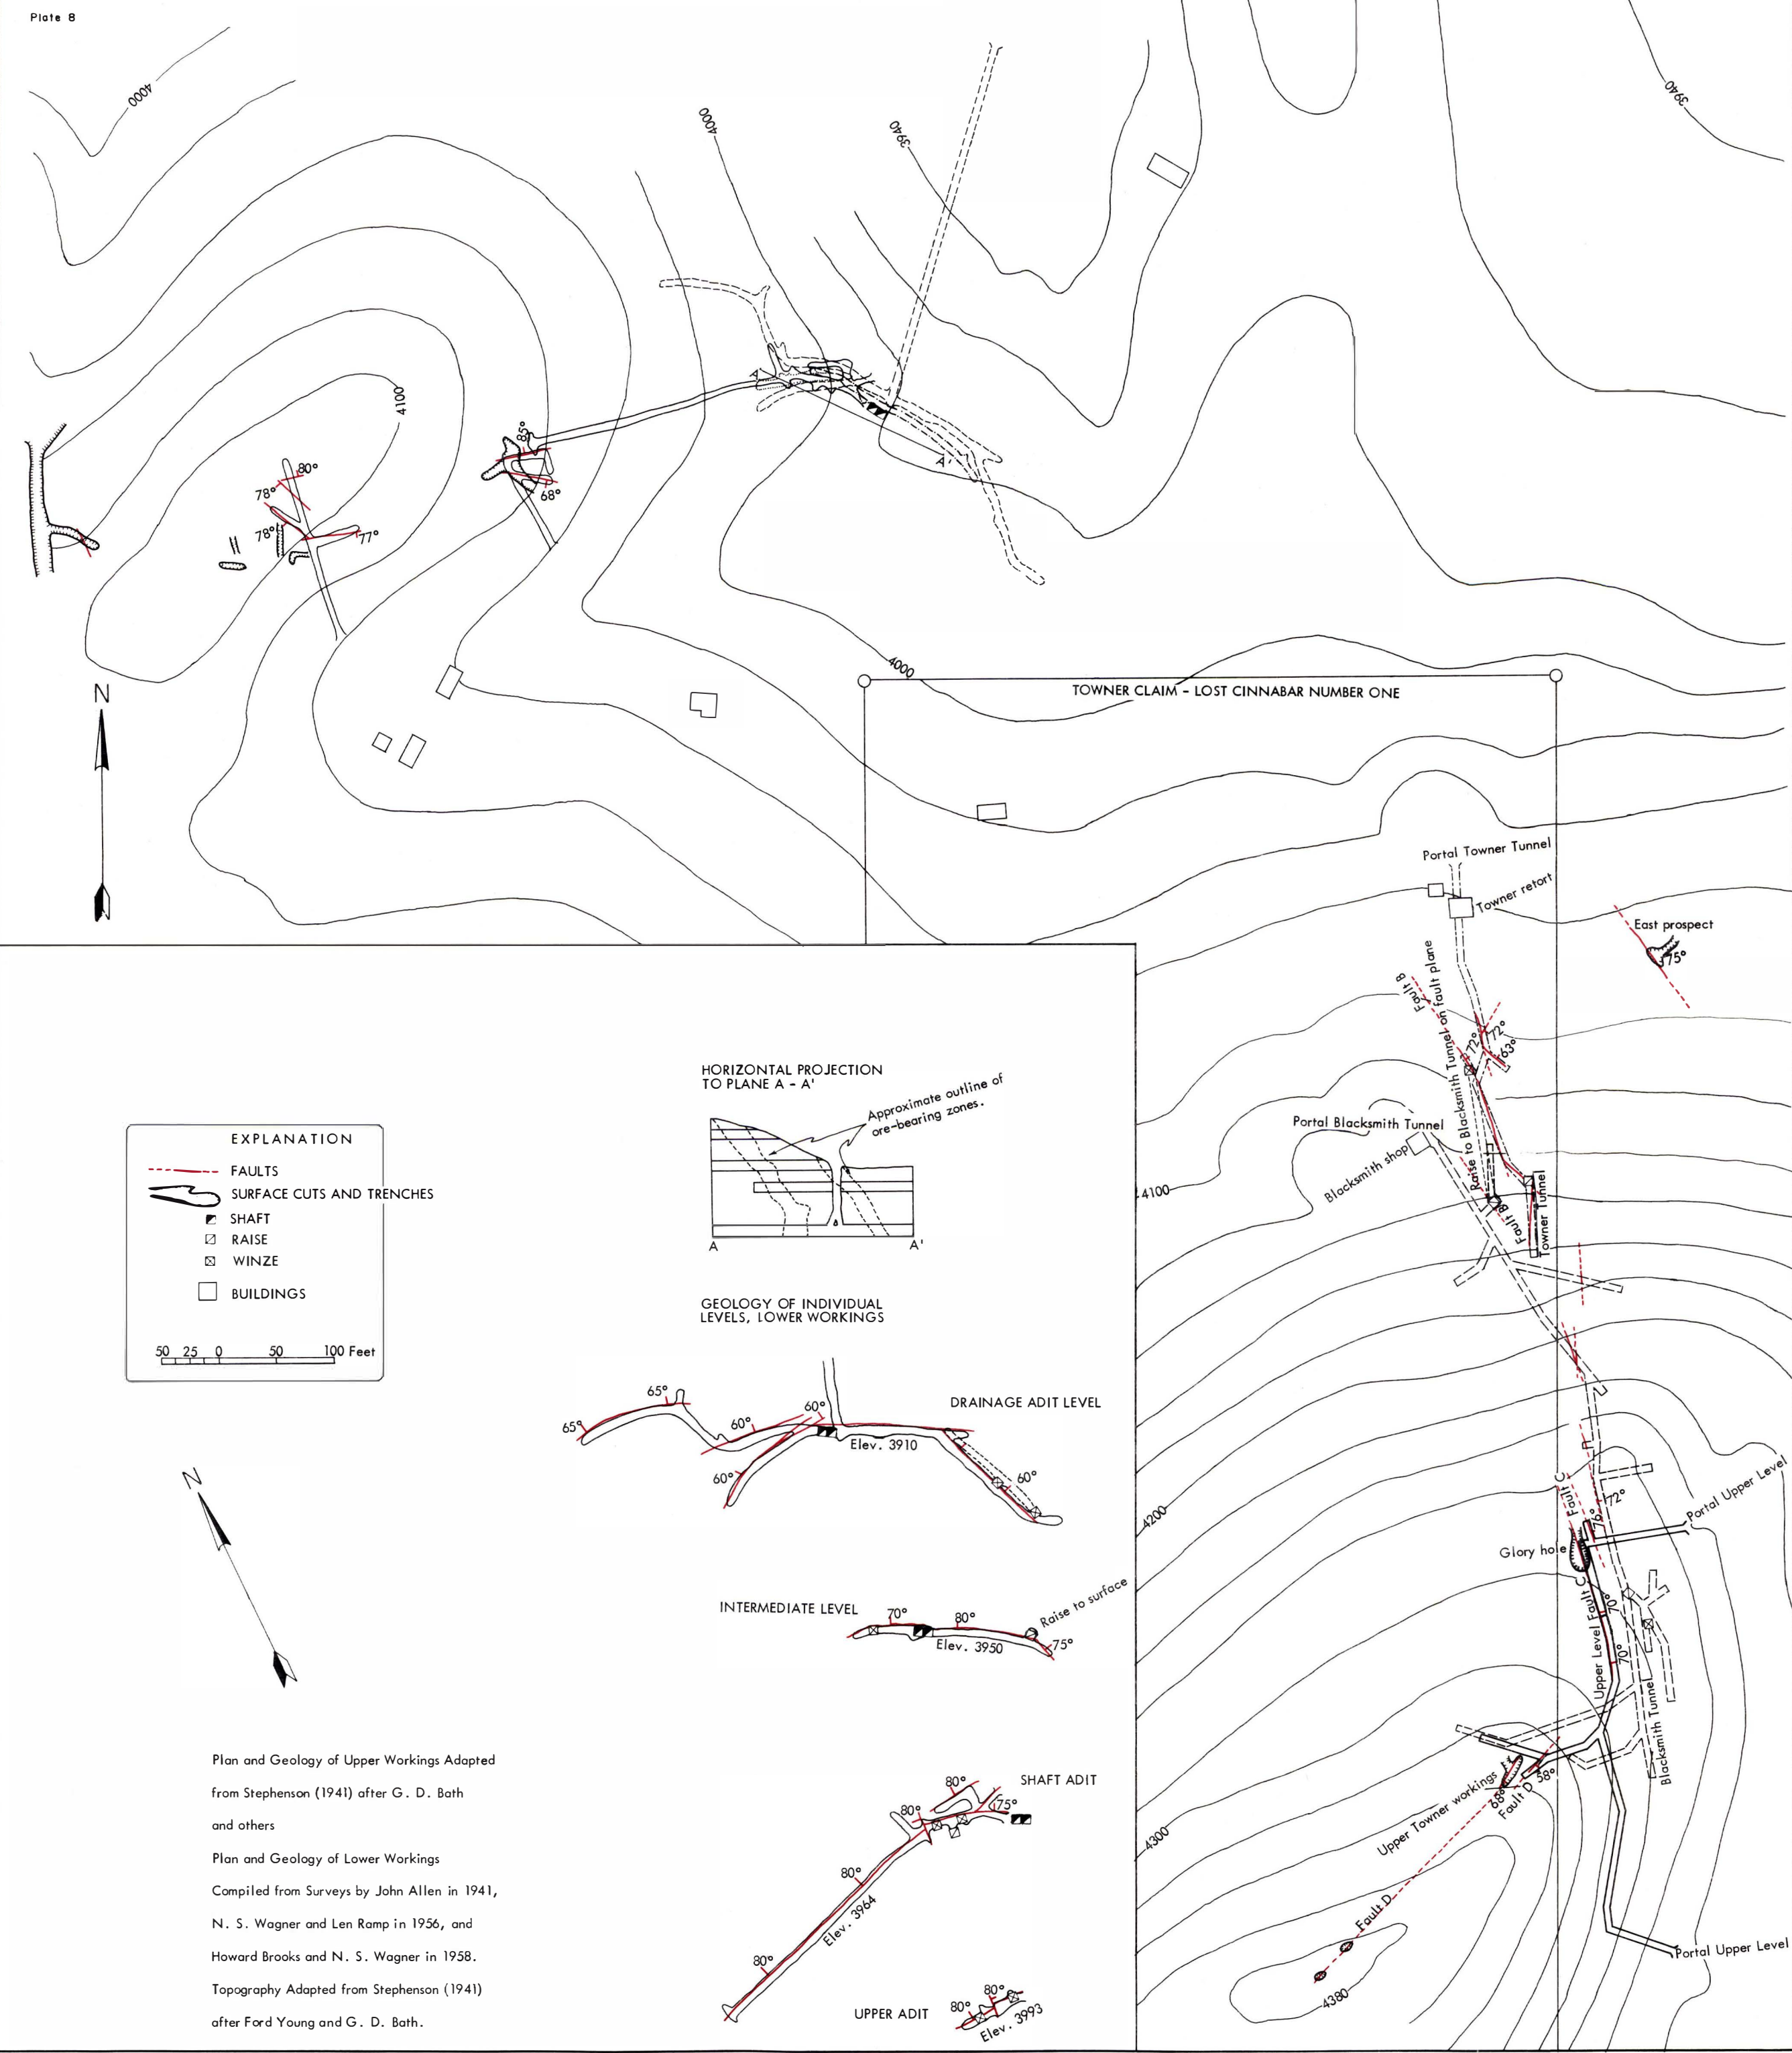 Plate 8
4000
4000
3940
3940
4100
A
A'
85°
68°
80°
78°
78°
77°
N
4000
TOWNER CLAIM - LOST CINNABAR NUMBER ONE
Portal Towner Tunnel
Towner retort
East prospect
75°
Fault B
Raise to Blacksmith Tunnel on fault plane
72°
72°
63°
Portal Blacksmith Tunnel
Blacksmith shop
Fault B
Towner Tunnel
4100
4200
4300
Fault C
72°
76°
Portal Upper Level
Glory hole
Upper Level Fault C
70°
70°
Blacksmith Tunnel
Upper Towner workings
68°
Fault D
58°
Fault D
Portal Upper Level
4380
EXPLANATION
FAULTS
SURFACE CUTS AND TRENCHES
SHAFT
RAISE
WINZE
BUILDINGS
50 25 0 50 100 Feet
HORIZONTAL PROJECTION
TO PLANE A - A'
Approximate outline of
ore-bearing zones.
A
A'
GEOLOGY OF INDIVIDUAL
LEVELS, LOWER WORKINGS
DRAINAGE ADIT LEVEL
65°
65°
60°
60°
60°
60°
Elev. 3910
INTERMEDIATE LEVEL
70°
80°
75°
Raise to surface
Elev. 3950
SHAFT ADIT
80°
80°
75°
80°
80°
Elev. 3964
UPPER ADIT
80°
80°
Elev. 3993
N
Plan and Geology of Upper Workings Adapted
from Stephenson (1941) after G. D. Bath
and others
Plan and Geology of Lower Workings
Compiled from Surveys by John Allen in 1941,
N. S. Wagner and Len Ramp in 1956, and
Howard Brooks and N. S. Wagner in 1958.
Topography Adapted from Stephenson (1941)
after Ford Young and G. D. Bath.